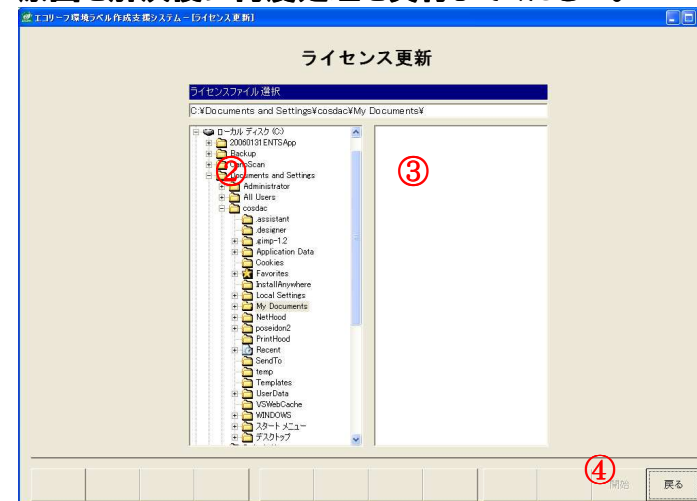 エコリーフ環境ラベル作成支援システム－[ライセンス更新]
ライセンス更新
ライセンスファイル選択
C:¥Documents and Settings¥cosdac¥My Documents¥
ローカル ディスク (C:)
20060131ENTSApp
Backup
②
③
Documents and Settings
Administrator
All Users
cosdac
.assistant
.designer
.gimp-1.2
Application Data
Cookies
Favorites
InstallAnywhere
Local Settings
My Documents
NetHood
poseidon2
PrintHood
Recent
SendTo
temp
Templates
UserData
VSWebCache
WINDOWS
スタート メニュー
デスクトップ
④
開始
戻る